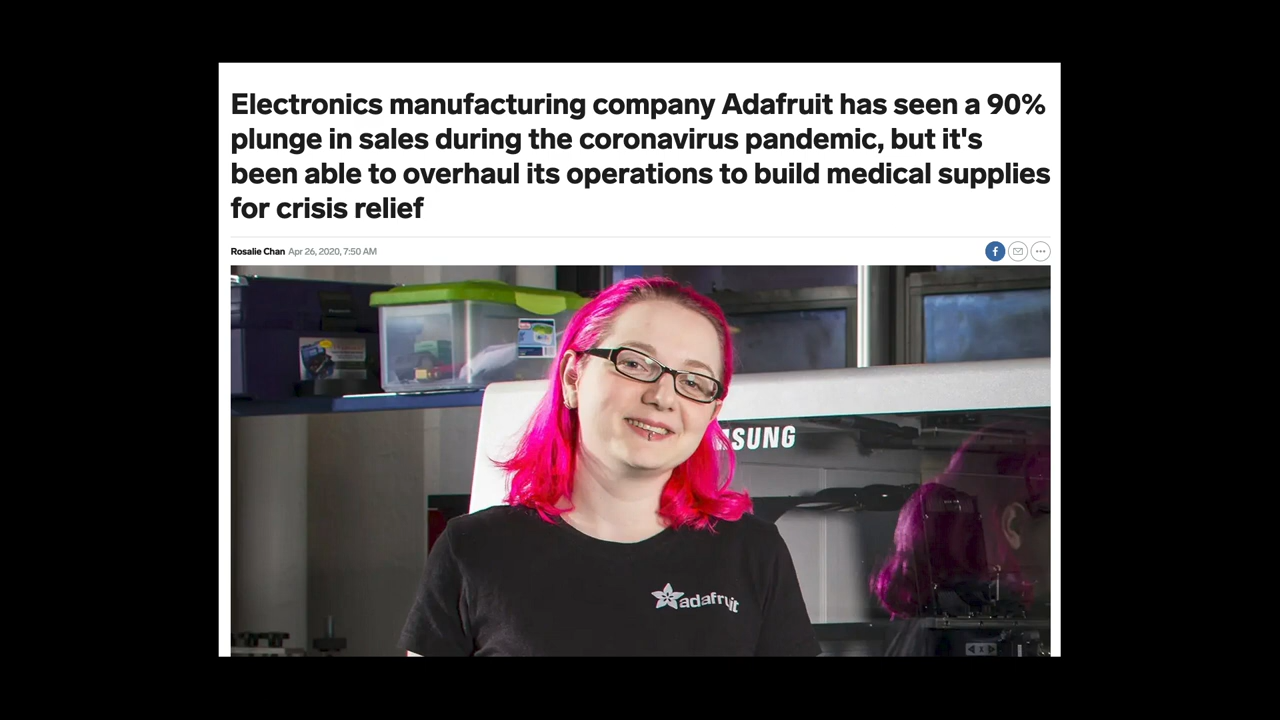 Electronics manufacturing company Adafruit has seen a 90%
plunge in sales during the coronavirus pandemic, but it's
been able to overhaul its operations to build medical supplies
for crisis relief
Rosalie Chan Apr 26, 2020, 7:50 AM
SUNG
adafruit